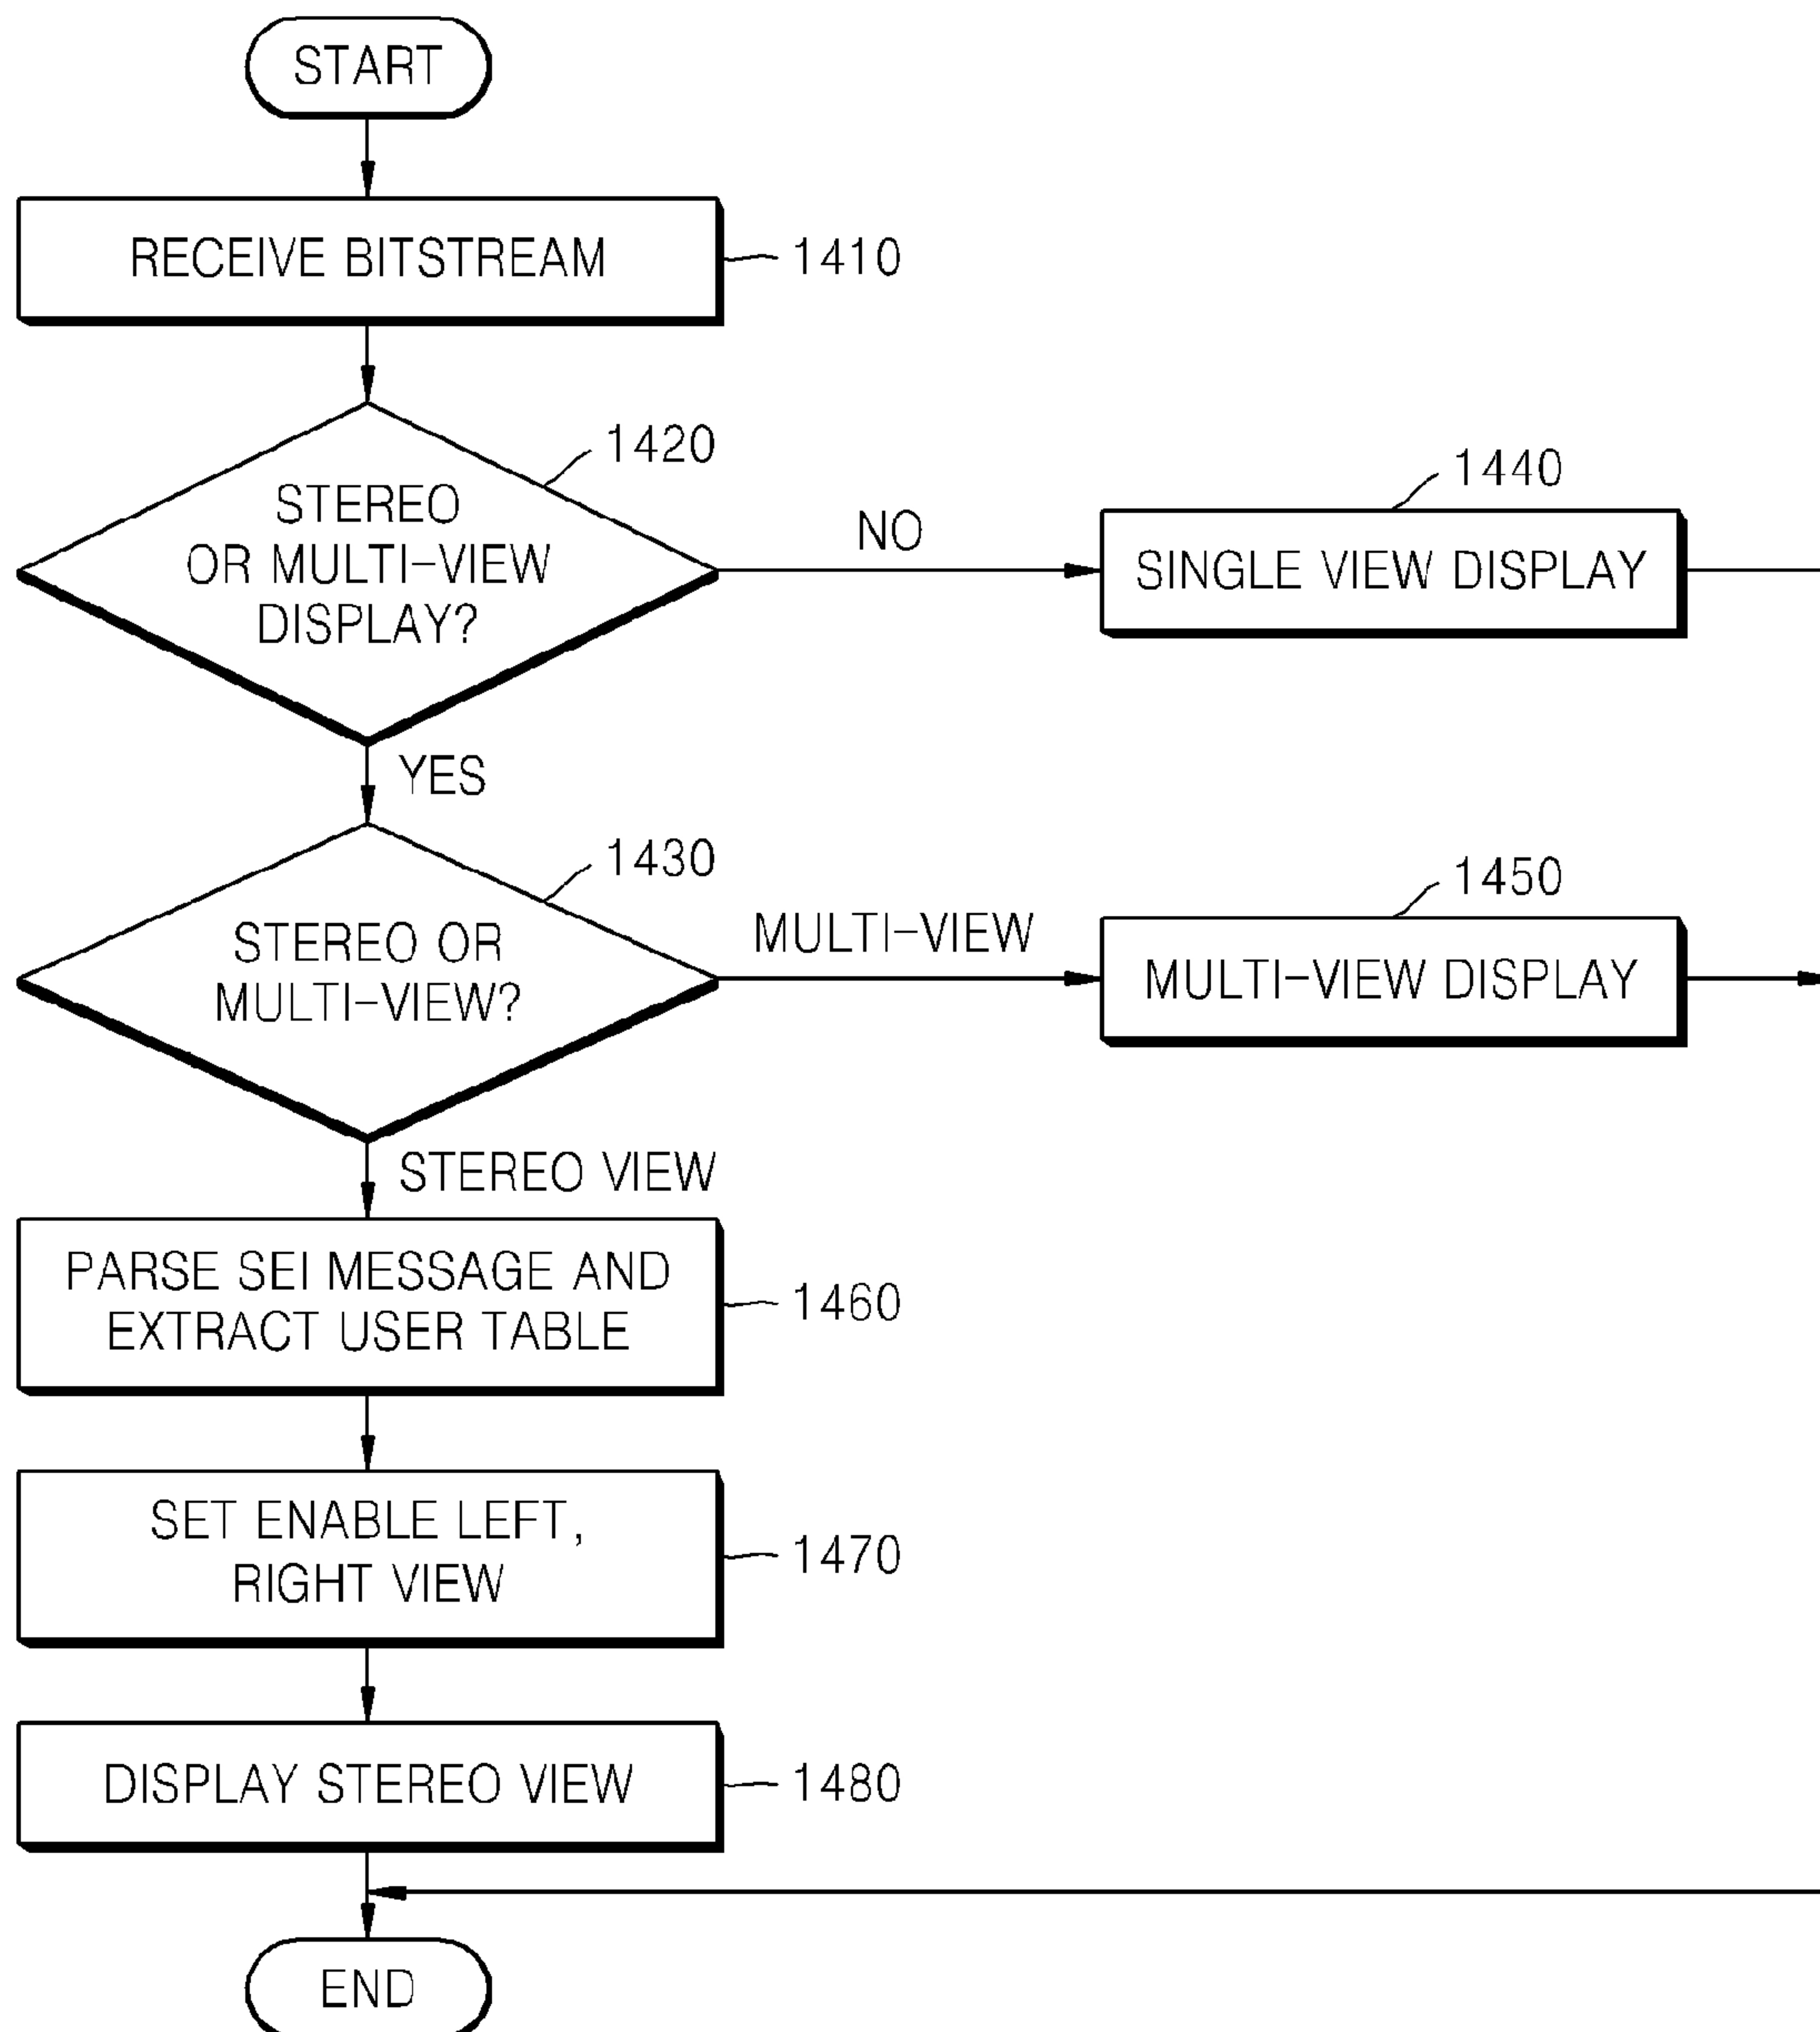 START
RECEIVE BITSTREAM
1410
1420
STEREO
OR MULTI-VIEW
DISPLAY?
NO
1440
SINGLE VIEW DISPLAY
YES
1430
STEREO OR
MULTI-VIEW?
MULTI-VIEW
1450
MULTI-VIEW DISPLAY
STEREO VIEW
PARSE SEI MESSAGE AND
EXTRACT USER TABLE
1460
SET ENABLE LEFT,
RIGHT VIEW
1470
DISPLAY STEREO VIEW
1480
END